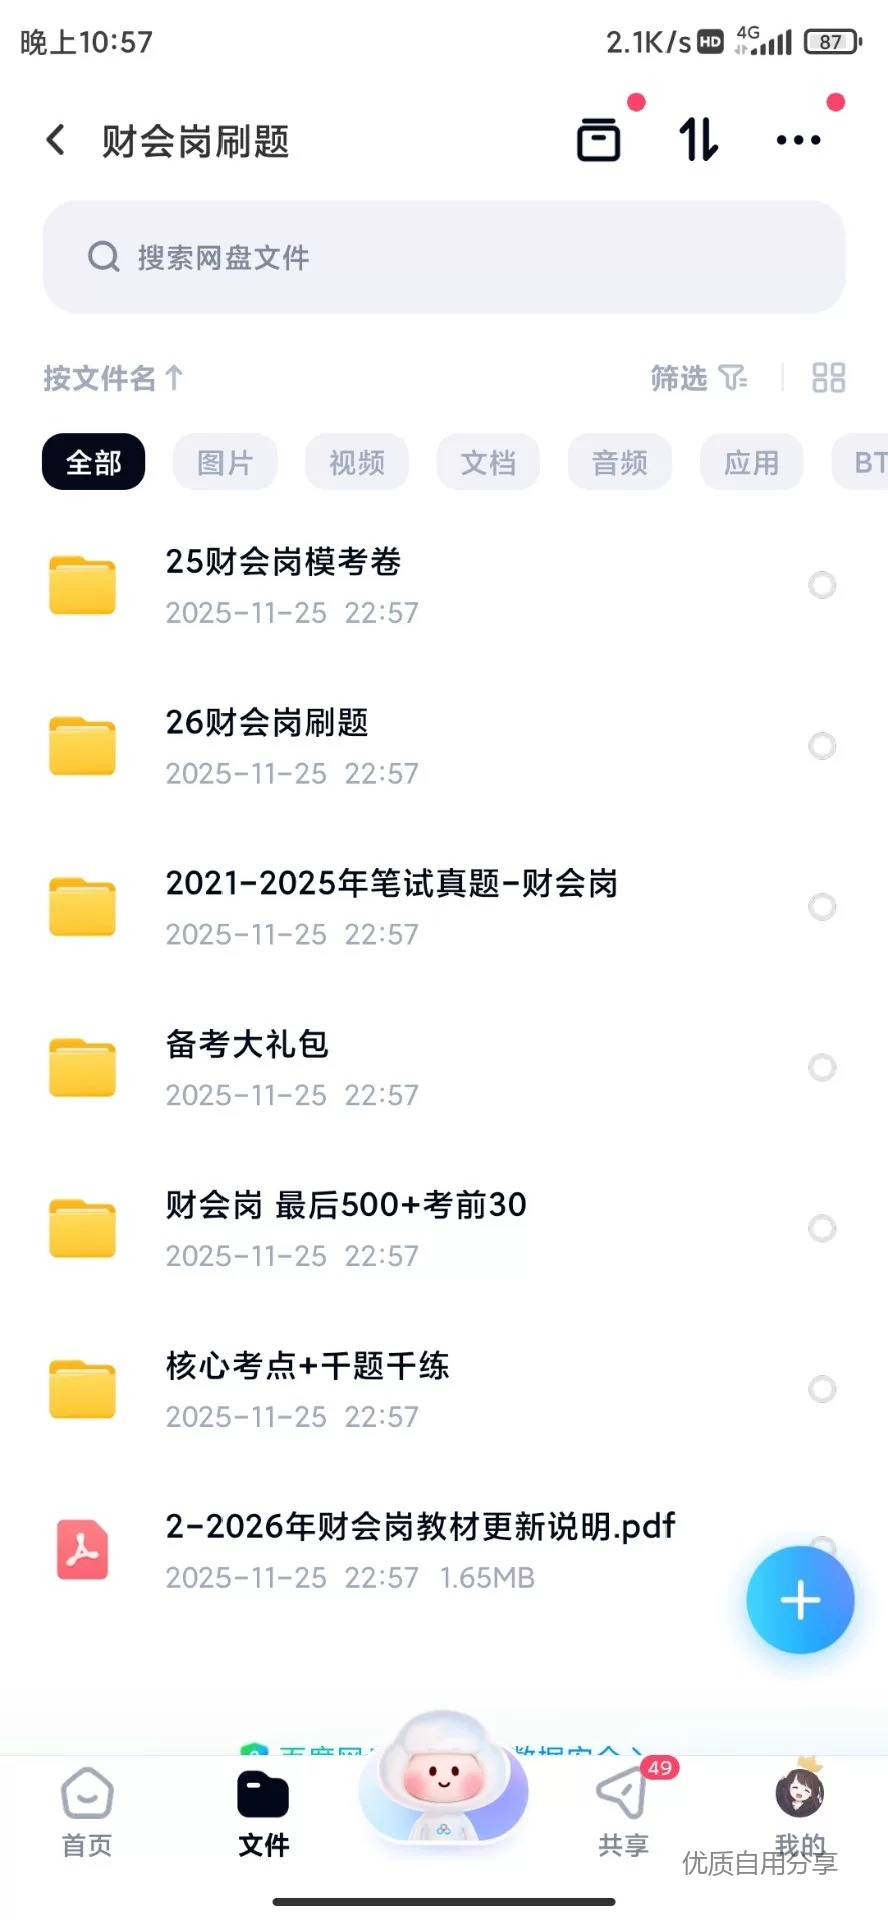 晚上10:57
2.1K/s HD 4G 87
财会岗刷题
搜索网盘文件
按文件名↑
筛选
全部 图片 视频 文档 音频 应用 BT
25财会岗模考卷
2025-11-25 22:57
26财会岗刷题
2025-11-25 22:57
2021-2025年笔试真题-财会岗
2025-11-25 22:57
备考大礼包
2025-11-25 22:57
财会岗 最后500+考前30
2025-11-25 22:57
核心考点+千题千练
2025-11-25 22:57
2-2026年财会岗教材更新说明.pdf
2025-11-25 22:57 1.65MB
49
首页 文件 共享 我的
优质自用分享